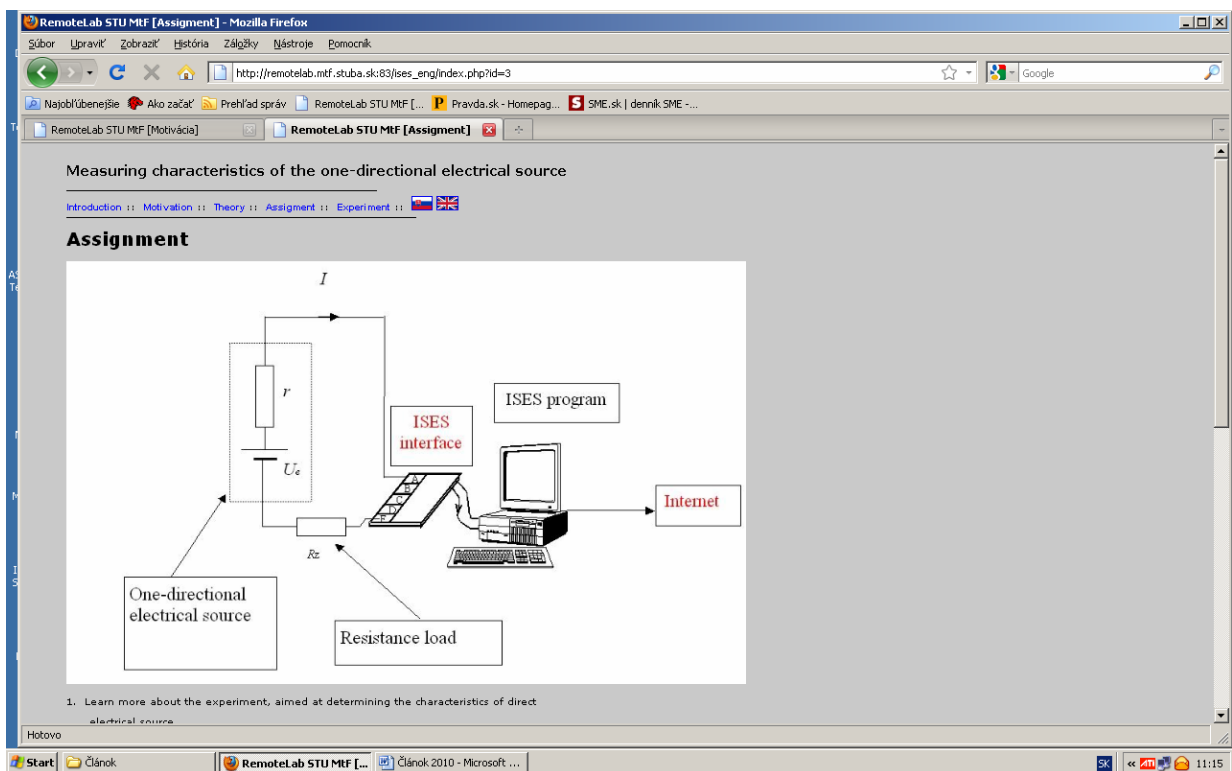 RemoteLab STU MtF [Assigment] - Mozilla Firefox
Súbor Upraviť Zobraziť História Záložky Nástroje Pomocník
http://remotelab.mtf.stuba.sk:83/ises_eng/index.php?id=3
Google
Najobľúbenejšie Ako začať Prehľad správ RemoteLab STU MtF [... Pravda.sk - Homepag... SME.sk | denník SME -...
RemoteLab STU MtF [Motivácia] RemoteLab STU MtF [Assigment]
Measuring characteristics of the one-directional electrical source
Introduction :: Motivation :: Theory :: Assigment :: Experiment ::
Assignment
I
r
Ue
Rz
ISES
interface
ISES program
A
B
C
D
E
Internet
One-directional
electrical source
Resistance load
1. Learn more about the experiment, aimed at determining the characteristics of direct
electrical source
Hotovo
Start Článok RemoteLab STU MtF [... Článok 2010 - Microsoft ... SK « ATI 11:15